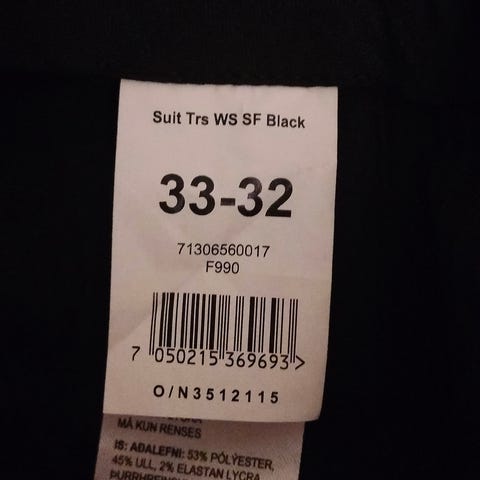 Suit Trs WS SF Black
33-32
71306560017
F990
7 050215 369693 >
O/N3512115
MÅ KUN RENSES
IS: AÐALEFNI: 53% PÓLÝESTER,
45% ULL, 2% ELASTAN LYCRA